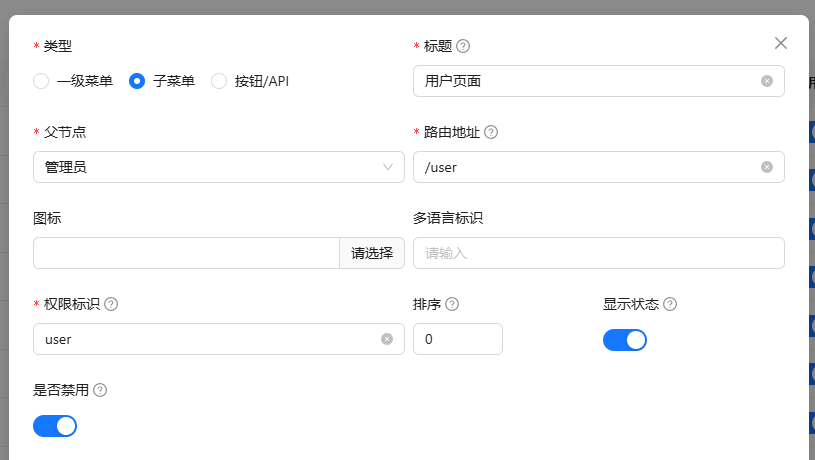 * 类型
* 标题
一级菜单 子菜单 按钮/API
用户页面
* 父节点
* 路由地址
管理员
/user
图标
多语言标识
请选择
请输入
* 权限标识
排序
显示状态
user
0
是否禁用